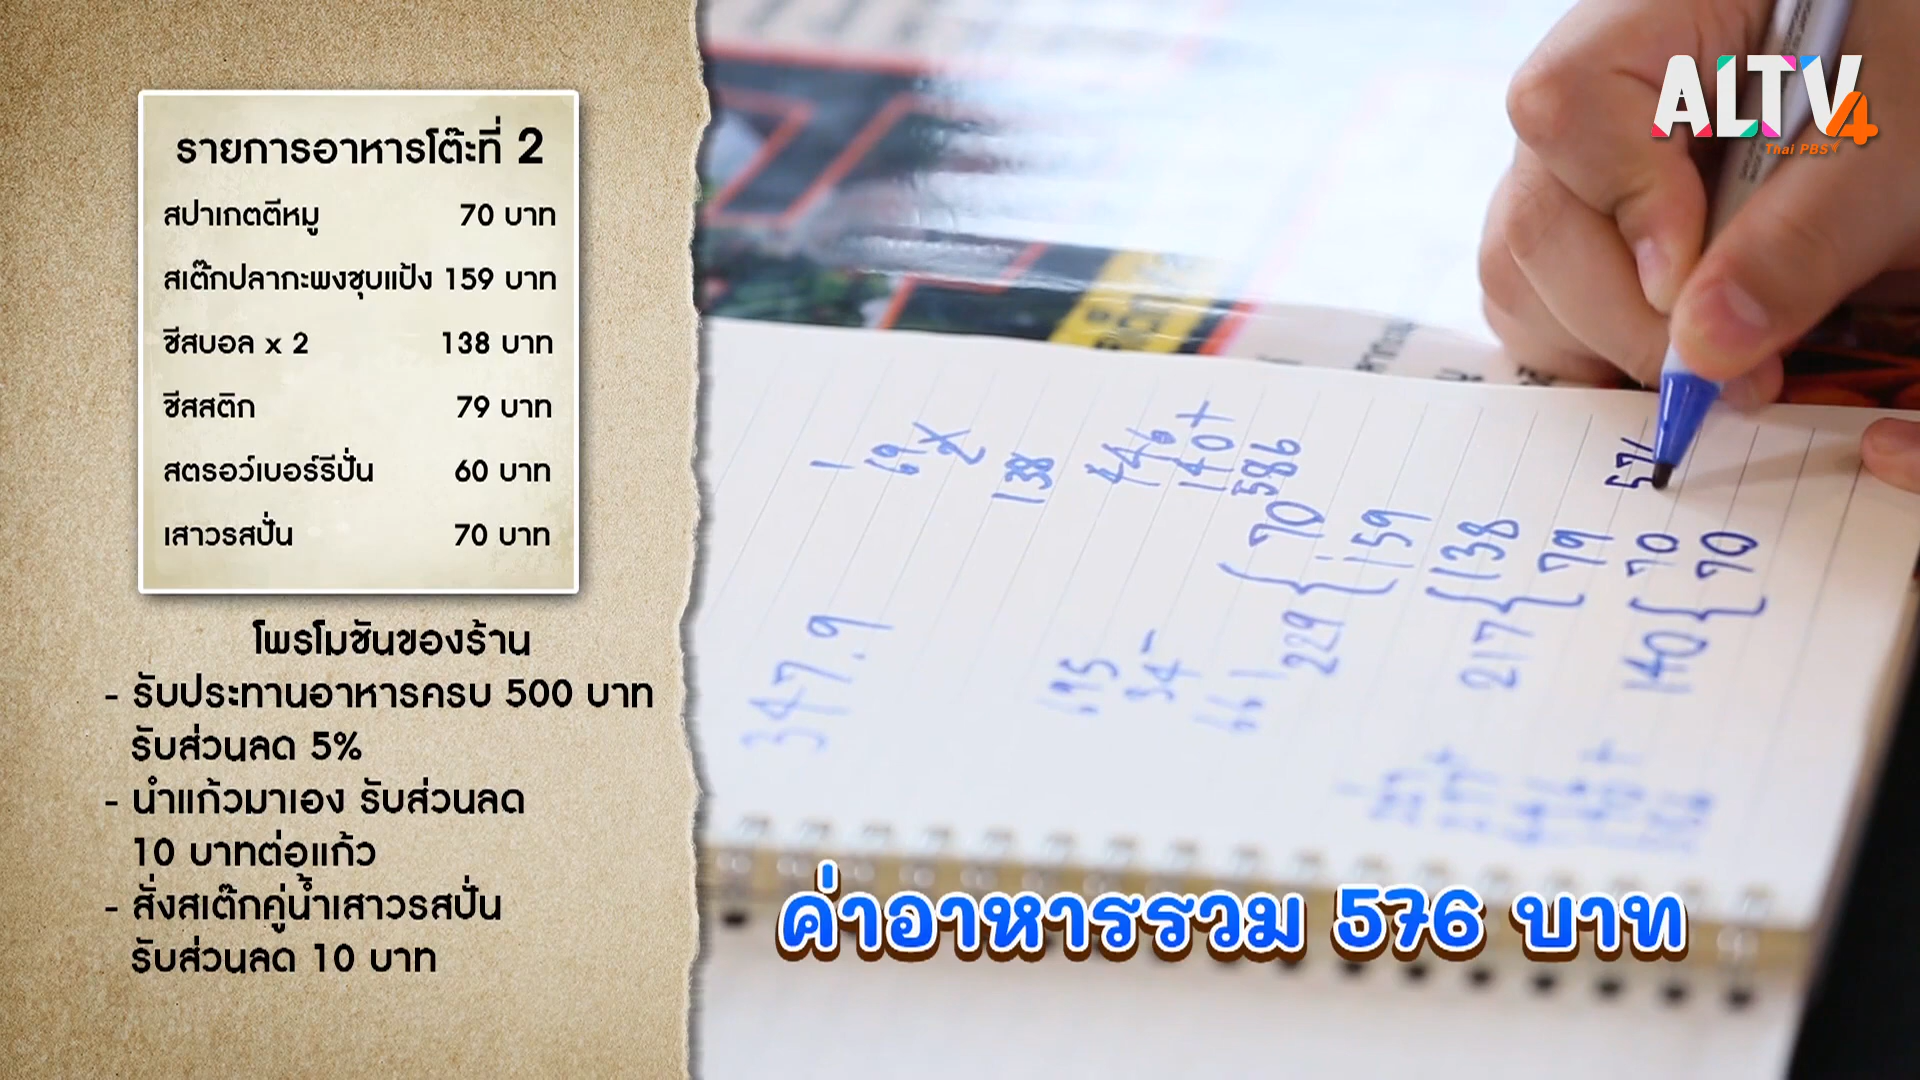 ALTV4
Thai PBS
รายการอาหารโต๊ะที่ 2
สปาเกตตีหมู 70 บาท
สเต๊กปลากะพงชุบแป้ง 159 บาท
ชีสบอล x 2 138 บาท
ชีสสติก 79 บาท
สตรอว์เบอร์รีปั่น 60 บาท
เสาวรสปั่น 70 บาท
โพรโมชันของร้าน
- รับประทานอาหารครบ 500 บาท
รับส่วนลด 5%
- นำแก้วมาเอง รับส่วนลด
10 บาทต่อแก้ว
- สั่งสเต๊กคู่น้ำเสาวรสปั่น
รับส่วนลด 10 บาท
69 x
2
138
446
140 +
586
70
159
229
138
79
217
70
70
140
57
347.9
695
34 -
661
ค่าอาหารรวม 576 บาท